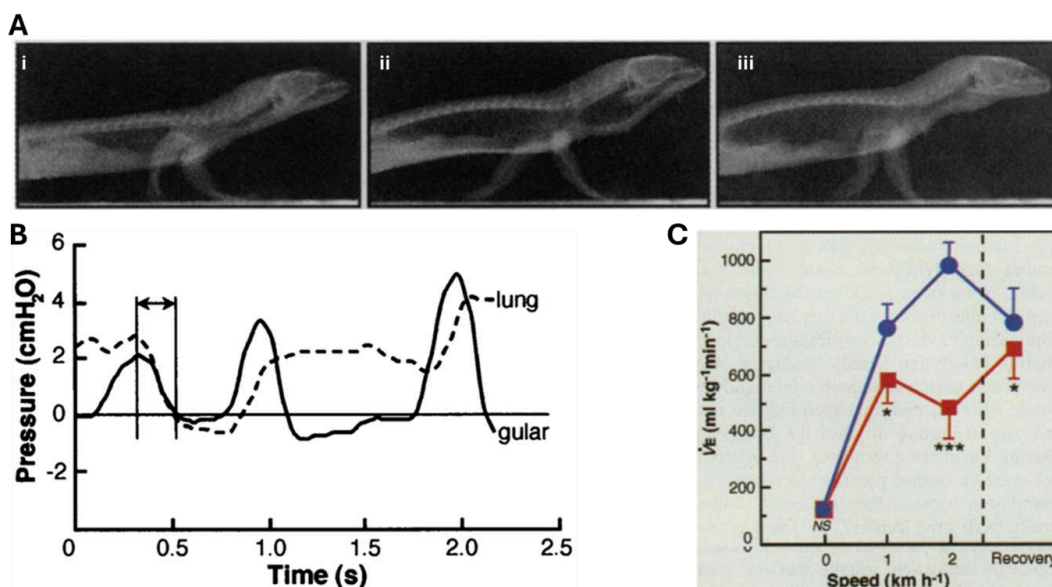 A
i
ii
iii
B
6
4
2
0
-2
Pressure (cmH₂O)
lung
gular
0
0.5
1.0
1.5
2.0
2.5
Time (s)
C
1000
800
600
400
200
0
V̇E (ml kg⁻¹min⁻¹)
*
***
*
NS
0
1
2
Recovery
Speed (km h⁻¹)